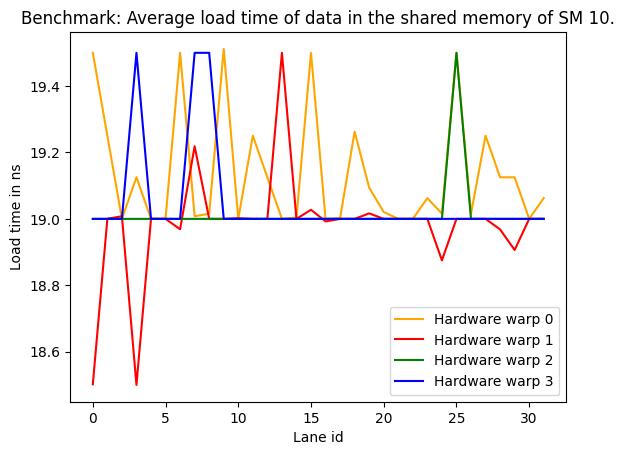 Benchmark: Average load time of data in the shared memory of SM 10.
Load time in ns
19.4
19.2
19.0
18.8
18.6
Hardware warp 0
Hardware warp 1
Hardware warp 2
Hardware warp 3
0 5 10 15 20 25 30
Lane id